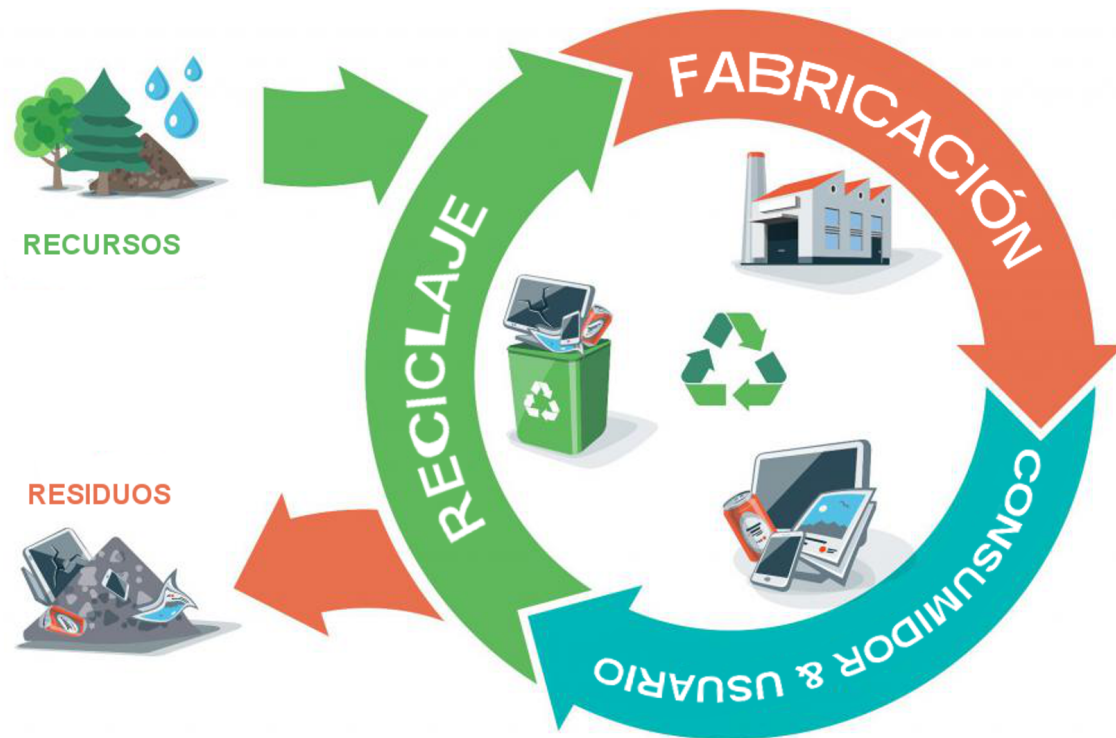 RECURSOS
RESIDUOS
RECICLAJE
FABRICACIÓN
CONSUMIDOR & USUARIO